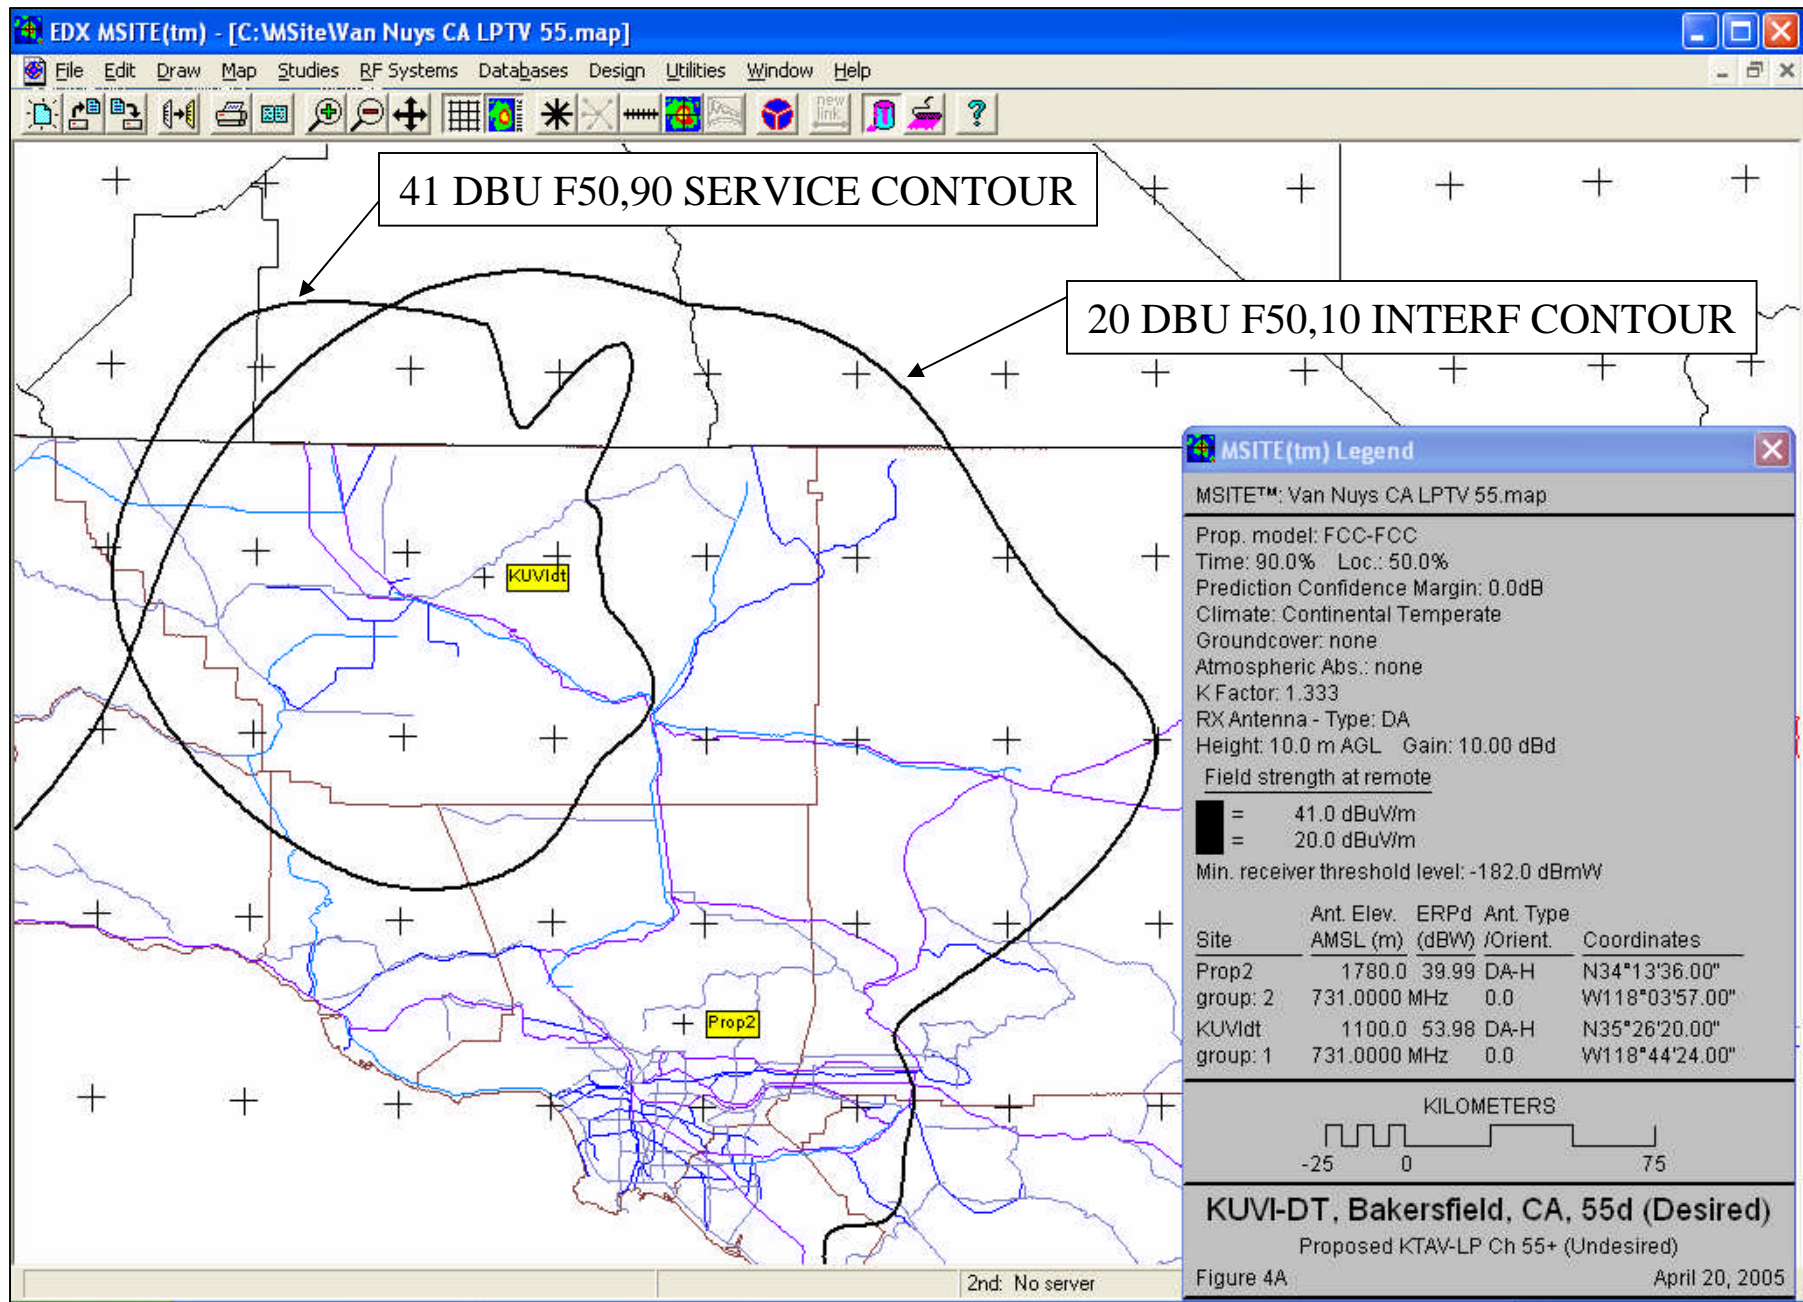 EDX MSITE(tm) - [C:\MSite\Van Nuys CA LPTV 55.map]
File Edit Draw Map Studies RF Systems Databases Design Utilities Window Help
new link
41 DBU F50,90 SERVICE CONTOUR
20 DBU F50,10 INTERF CONTOUR
KUVIdt
Prop2
MSITE(tm) Legend
MSITE™: Van Nuys CA LPTV 55.map
Prop. model: FCC-FCC
Time: 90.0% Loc.: 50.0%
Prediction Confidence Margin: 0.0dB
Climate: Continental Temperate
Groundcover: none
Atmospheric Abs.: none
K Factor: 1.333
RX Antenna - Type: DA
Height: 10.0 m AGL Gain: 10.00 dBd
Field strength at remote
= 41.0 dBuV/m
= 20.0 dBuV/m
Min. receiver threshold level: -182.0 dBmW
Ant. Elev. ERPd Ant. Type
Site AMSL (m) (dBW) /Orient. Coordinates
Prop2 1780.0 39.99 DA-H N34°13'36.00"
group: 2 731.0000 MHz 0.0 W118°03'57.00"
KUVIdt 1100.0 53.98 DA-H N35°26'20.00"
group: 1 731.0000 MHz 0.0 W118°44'24.00"
KILOMETERS
-25 0 75
KUVI-DT, Bakersfield, CA, 55d (Desired)
Proposed KTAV-LP Ch 55+ (Undesired)
Figure 4A April 20, 2005
2nd: No server